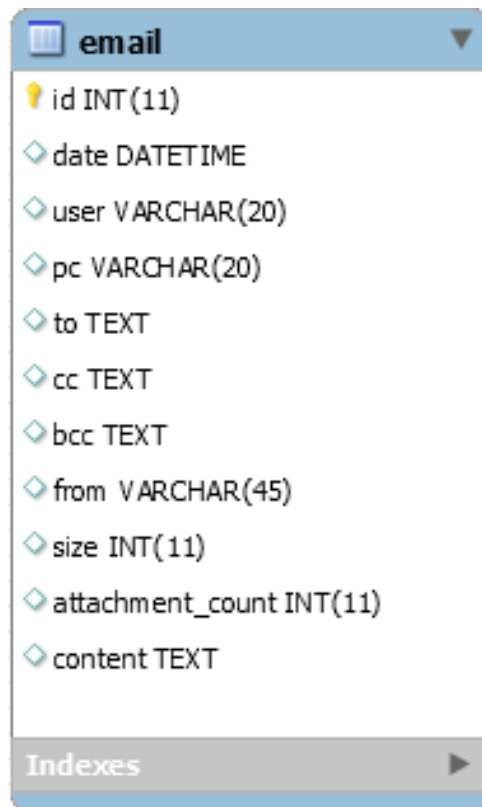 email
id INT(11)
date DATETIME
user VARCHAR(20)
pc VARCHAR(20)
to TEXT
cc TEXT
bcc TEXT
from VARCHAR(45)
size INT(11)
attachment_count INT(11)
content TEXT
Indexes